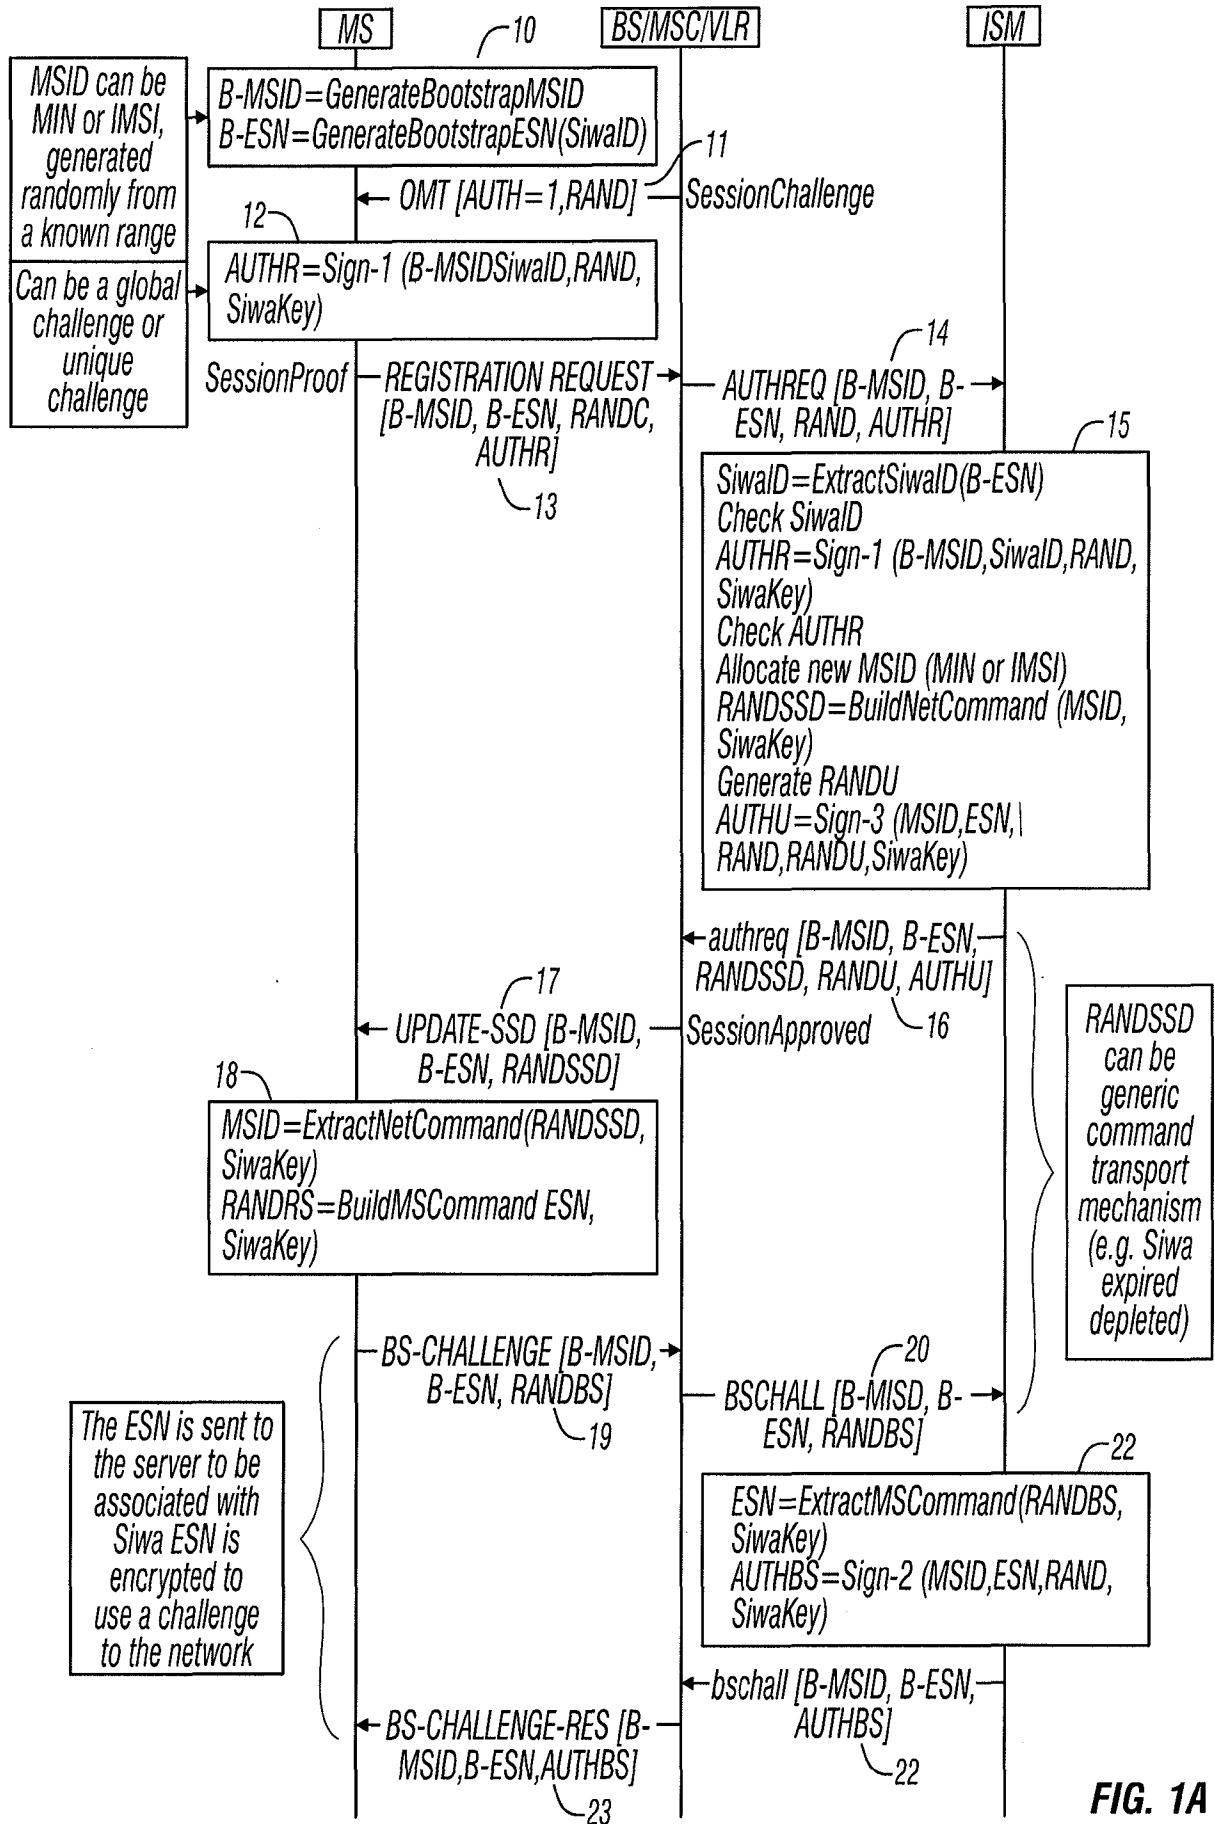 MS
BS/MSC/VLR
ISM
10
MSID can be
MIN or IMSI,
generated
randomly from
a known range
B-MSID=GenerateBootstrapMSID
B-ESN=GenerateBootstrapESN(SiwaID)
11
OMT [AUTH=1,RAND]
SessionChallenge
12
Can be a global
challenge or
unique
challenge
AUTHR=Sign-1 (B-MSIDSiwaID,RAND,
SiwaKey)
SessionProof
REGISTRATION REQUEST
[B-MSID, B-ESN, RANDC,
AUTHR]
13
14
AUTHREQ [B-MSID, B-
ESN, RAND, AUTHR]
15
SiwaID=ExtractSiwaID(B-ESN)
Check SiwaID
AUTHR=Sign-1 (B-MSID,SiwaID,RAND,
SiwaKey)
Check AUTHR
Allocate new MSID (MIN or IMSI)
RANDSSD=BuildNetCommand (MSID,
SiwaKey)
Generate RANDU
AUTHU=Sign-3 (MSID,ESN,|
RAND,RANDU,SiwaKey)
authreq [B-MSID, B-ESN,
RANDSSD, RANDU, AUTHU]
16
17
UPDATE-SSD [B-MSID,
B-ESN, RANDSSD]
SessionApproved
18
MSID=ExtractNetCommand(RANDSSD,
SiwaKey)
RANDRS=BuildMSCommand ESN,
SiwaKey)
RANDSSD
can be
generic
command
transport
mechanism
(e.g. Siwa
expired
depleted)
BS-CHALLENGE [B-MSID,
B-ESN, RANDBS]
19
20
BSCHALL [B-MISD, B-
ESN, RANDBS]
The ESN is sent to
the server to be
associated with
Siwa ESN is
encrypted to
use a challenge
to the network
22
ESN=ExtractMSCommand(RANDBS,
SiwaKey)
AUTHBS=Sign-2 (MSID,ESN,RAND,
SiwaKey)
bschall [B-MSID, B-ESN,
AUTHBS]
22
BS-CHALLENGE-RES [B-
MSID,B-ESN,AUTHBS]
23
FIG. 1A